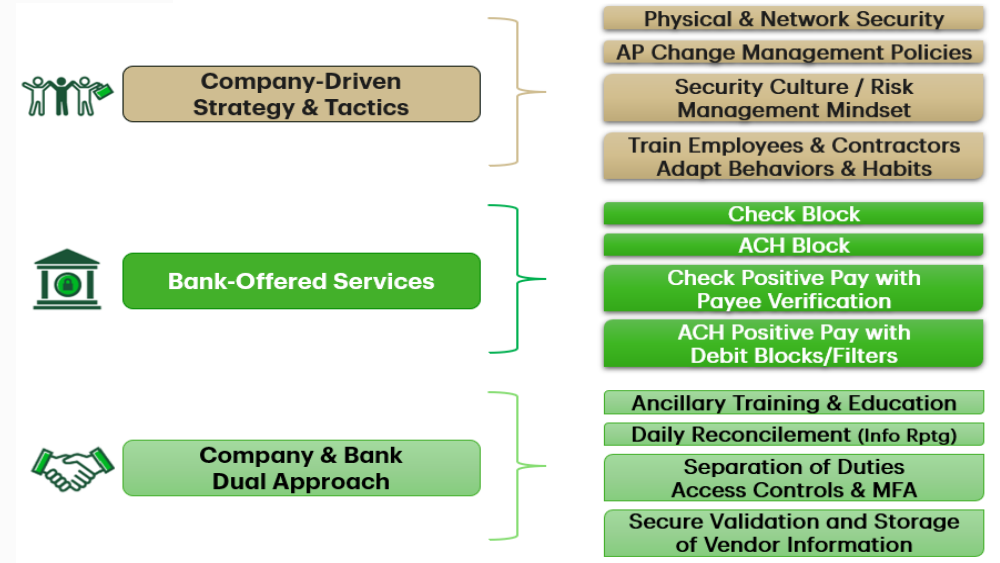 Company-Driven
Strategy & Tactics
Physical & Network Security
AP Change Management Policies
Security Culture / Risk
Management Mindset
Train Employees & Contractors
Adapt Behaviors & Habits
Bank-Offered Services
Check Block
ACH Block
Check Positive Pay with
Payee Verification
ACH Positive Pay with
Debit Blocks/Filters
Company & Bank
Dual Approach
Ancillary Training & Education
Daily Reconcilement (Info Rptg)
Separation of Duties
Access Controls & MFA
Secure Validation and Storage
of Vendor Information